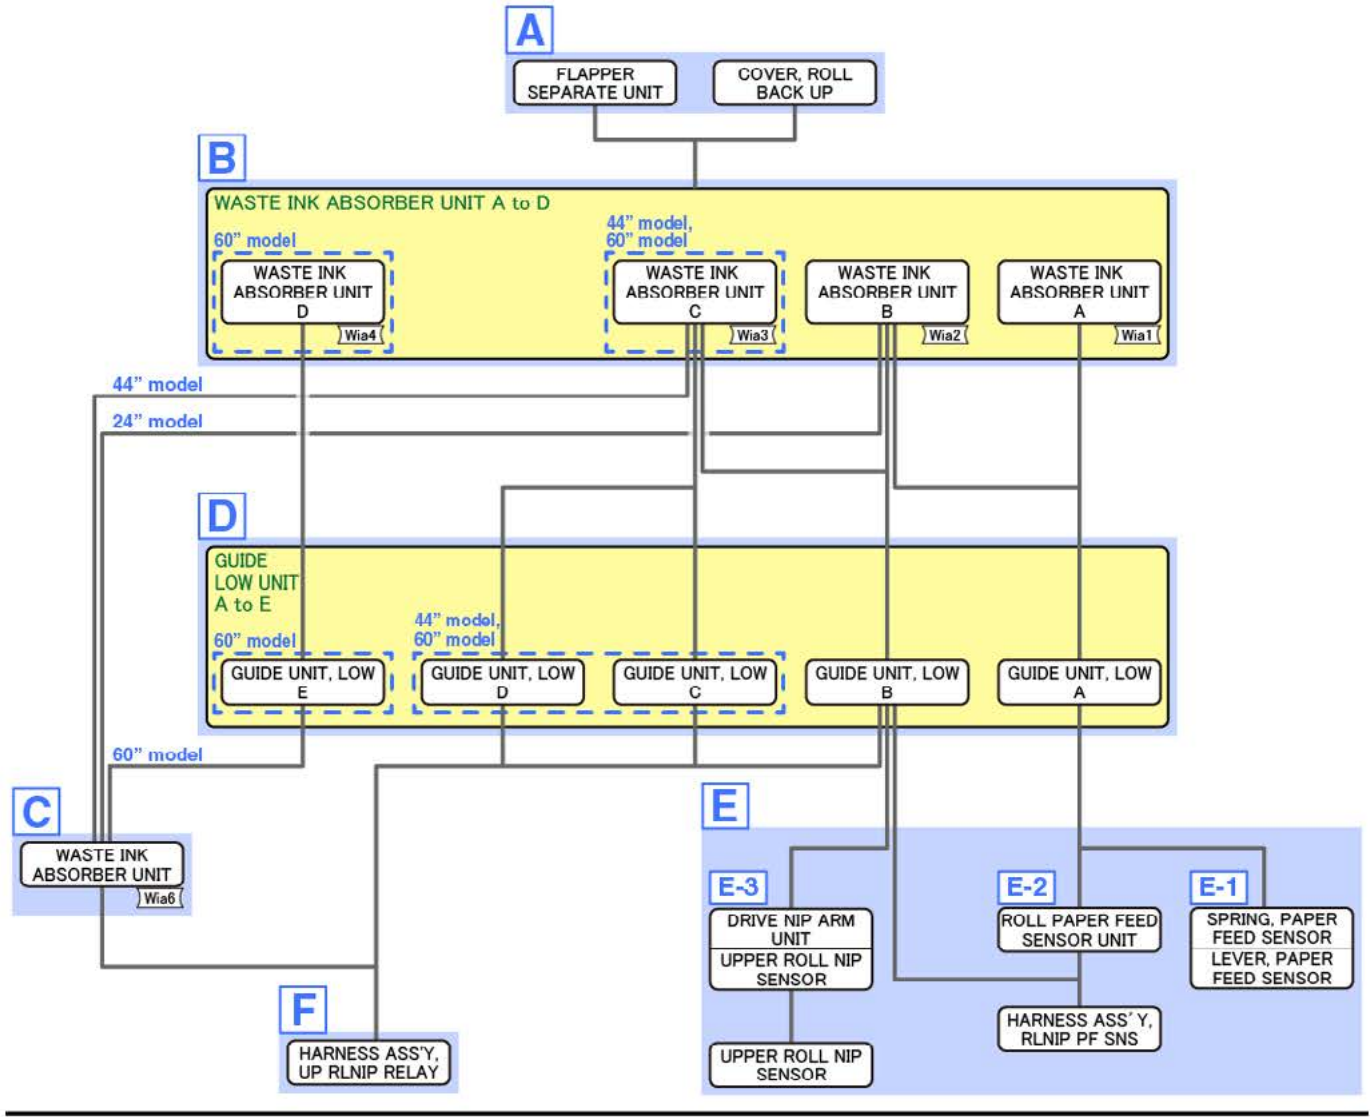 A
FLAPPER
SEPARATE UNIT
COVER, ROLL
BACK UP
B
WASTE INK ABSORBER UNIT A to D
60” model
WASTE INK
ABSORBER UNIT
D
Wia4
44” model,
60” model
WASTE INK
ABSORBER UNIT
C
Wia3
WASTE INK
ABSORBER UNIT
B
Wia2
WASTE INK
ABSORBER UNIT
A
Wia1
44” model
24” model
D
GUIDE
LOW UNIT
A to E
60” model
GUIDE UNIT, LOW
E
44” model,
60” model
GUIDE UNIT, LOW
D
GUIDE UNIT, LOW
C
GUIDE UNIT, LOW
B
GUIDE UNIT, LOW
A
60” model
C
WASTE INK
ABSORBER UNIT
Wia6
E
E-3
DRIVE NIP ARM
UNIT
UPPER ROLL NIP
SENSOR
UPPER ROLL NIP
SENSOR
E-2
ROLL PAPER FEED
SENSOR UNIT
HARNESS ASS´Y,
RLNIP PF SNS
E-1
SPRING, PAPER
FEED SENSOR
LEVER, PAPER
FEED SENSOR
F
HARNESS ASS'Y,
UP RLNIP RELAY